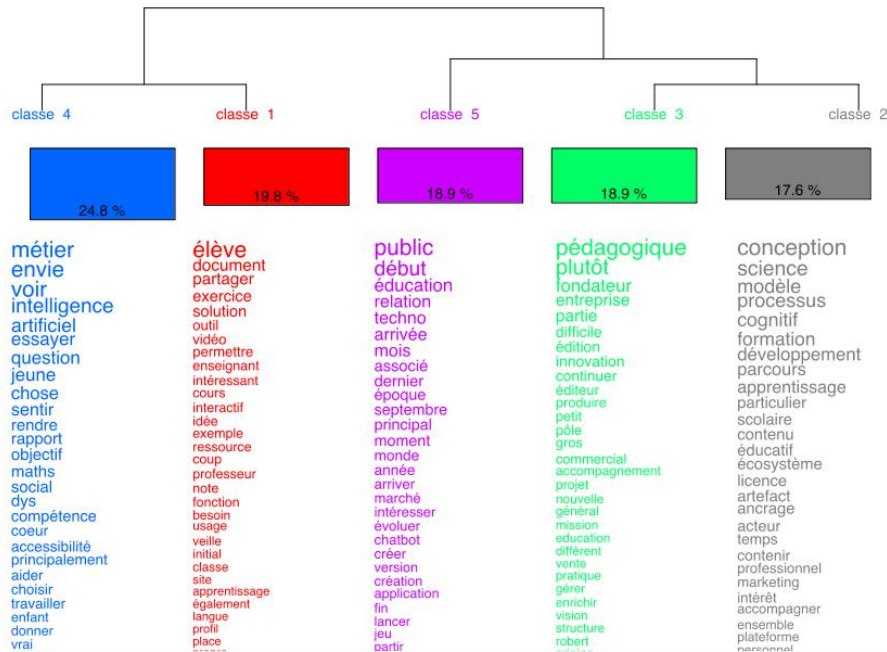 classe 4
classe 1
classe 5
classe 3
classe 2
24.8 %
19.8 %
18.9 %
18.9 %
17.6 %
métier
envie
voir
intelligence
artificiel
essayer
question
jeune
chose
sentir
rendre
rapport
objectif
maths
social
dys
compétence
coeur
accessibilité
principalement
aider
choisir
travailler
enfant
donner
vrai
élève
document
partager
exercice
solution
outil
vidéo
permettre
enseignant
intéressant
cours
interactif
idée
exemple
ressource
coup
professeur
note
fonction
besoin
usage
veille
initial
classe
site
apprentissage
également
langue
profil
place
public
début
éducation
relation
techno
arrivée
mois
associé
dernier
époque
septembre
principal
moment
monde
année
arriver
marché
intéresser
évoluer
chatbot
créer
version
création
application
fin
lancer
jeu
partir
pédagogique
plutôt
fondateur
entreprise
partie
difficile
édition
innovation
continuer
éditeur
produire
petit
pôle
gros
commercial
accompagnement
projet
nouvelle
général
mission
education
différent
vente
pratique
gérer
enrichir
vision
structure
robert
conception
science
modèle
processus
cognitif
formation
développement
parcours
apprentissage
particulier
scolaire
contenu
éducatif
écosystème
licence
artefact
ancrage
acteur
temps
contenir
professionnel
marketing
intérêt
accompagner
ensemble
plateforme
personnel